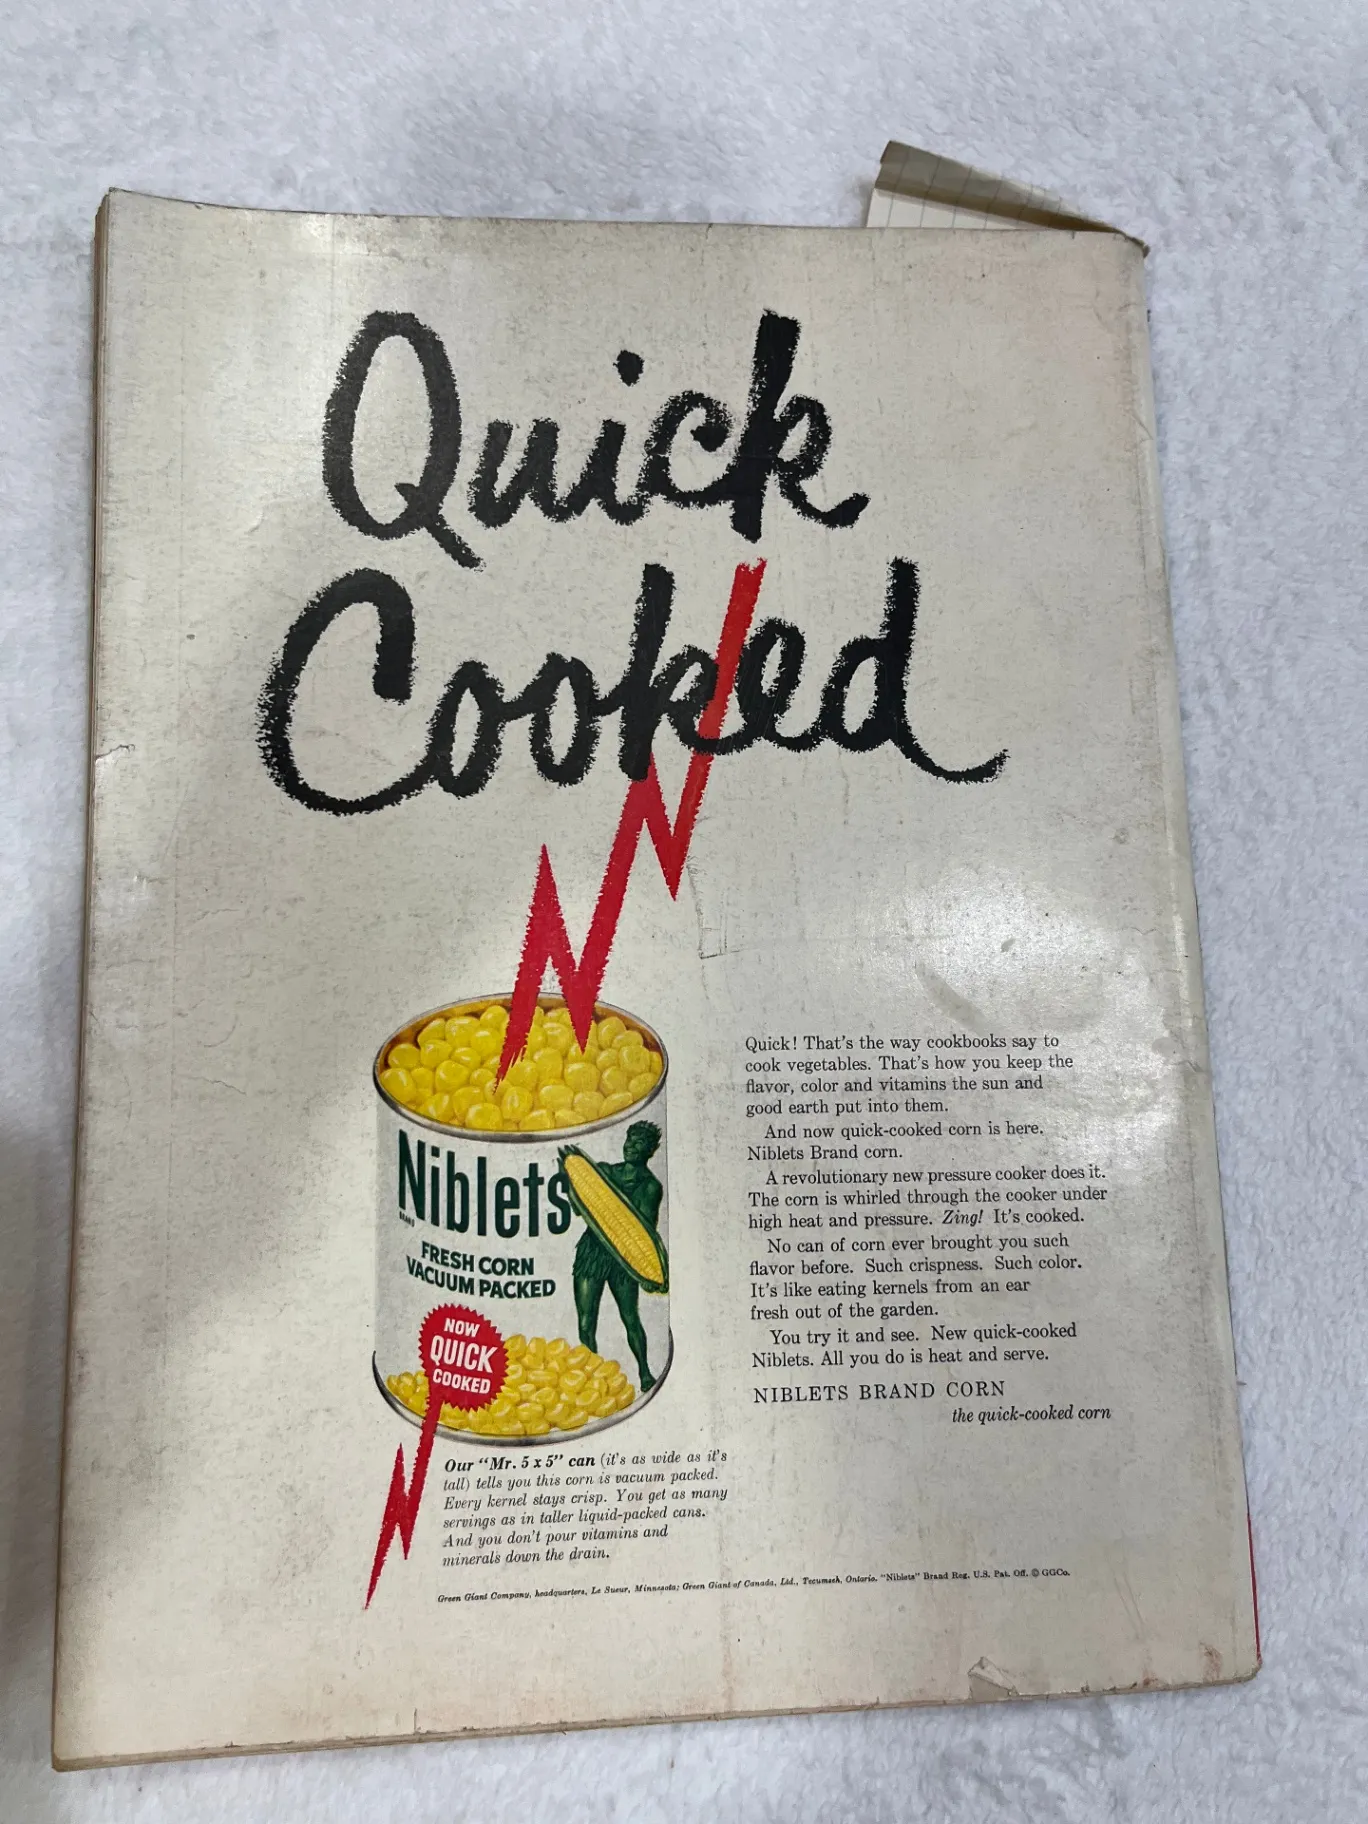 Quick
Cooked
Niblets
BRAND
FRESH CORN
VACUUM PACKED
NOW
QUICK
COOKED
Our “Mr. 5 x 5” can (it's as wide as it's
tall) tells you this corn is vacuum packed.
Every kernel stays crisp. You get as many
servings as in taller liquid-packed cans.
And you don't pour vitamins and
minerals down the drain.
Quick! That's the way cookbooks say to
cook vegetables. That's how you keep the
flavor, color and vitamins the sun and
good earth put into them.
And now quick-cooked corn is here.
Niblets Brand corn.
A revolutionary new pressure cooker does it.
The corn is whirled through the cooker under
high heat and pressure. Zing! It's cooked.
No can of corn ever brought you such
flavor before. Such crispness. Such color.
It's like eating kernels from an ear
fresh out of the garden.
You try it and see. New quick-cooked
Niblets. All you do is heat and serve.
NIBLETS BRAND CORN
the quick-cooked corn
Green Giant Company, headquarters, Le Sueur, Minnesota; Green Giant of Canada, Ltd., Tecumseh, Ontario. "Niblets" Brand Reg. U.S. Pat. Off. © GGCo.